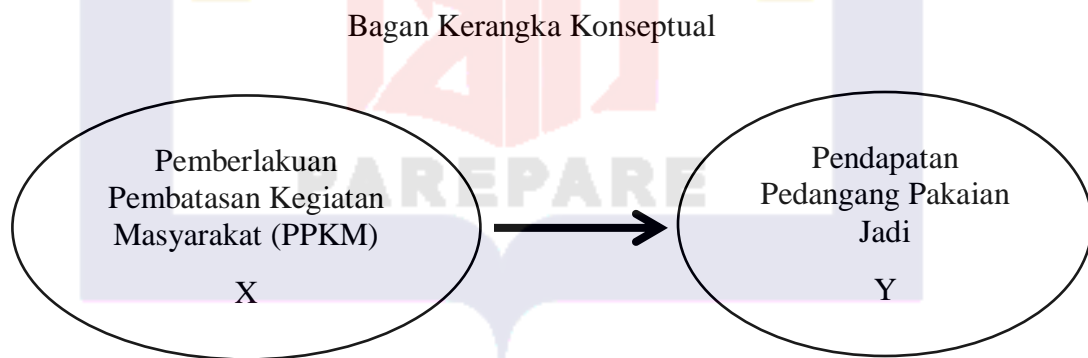 Bagan Kerangka Konseptual
PAREPARE
Pemberlakuan
Pembatasan Kegiatan
Masyarakat (PPKM)
X
Pendapatan
Pedangang Pakaian
Jadi
Y